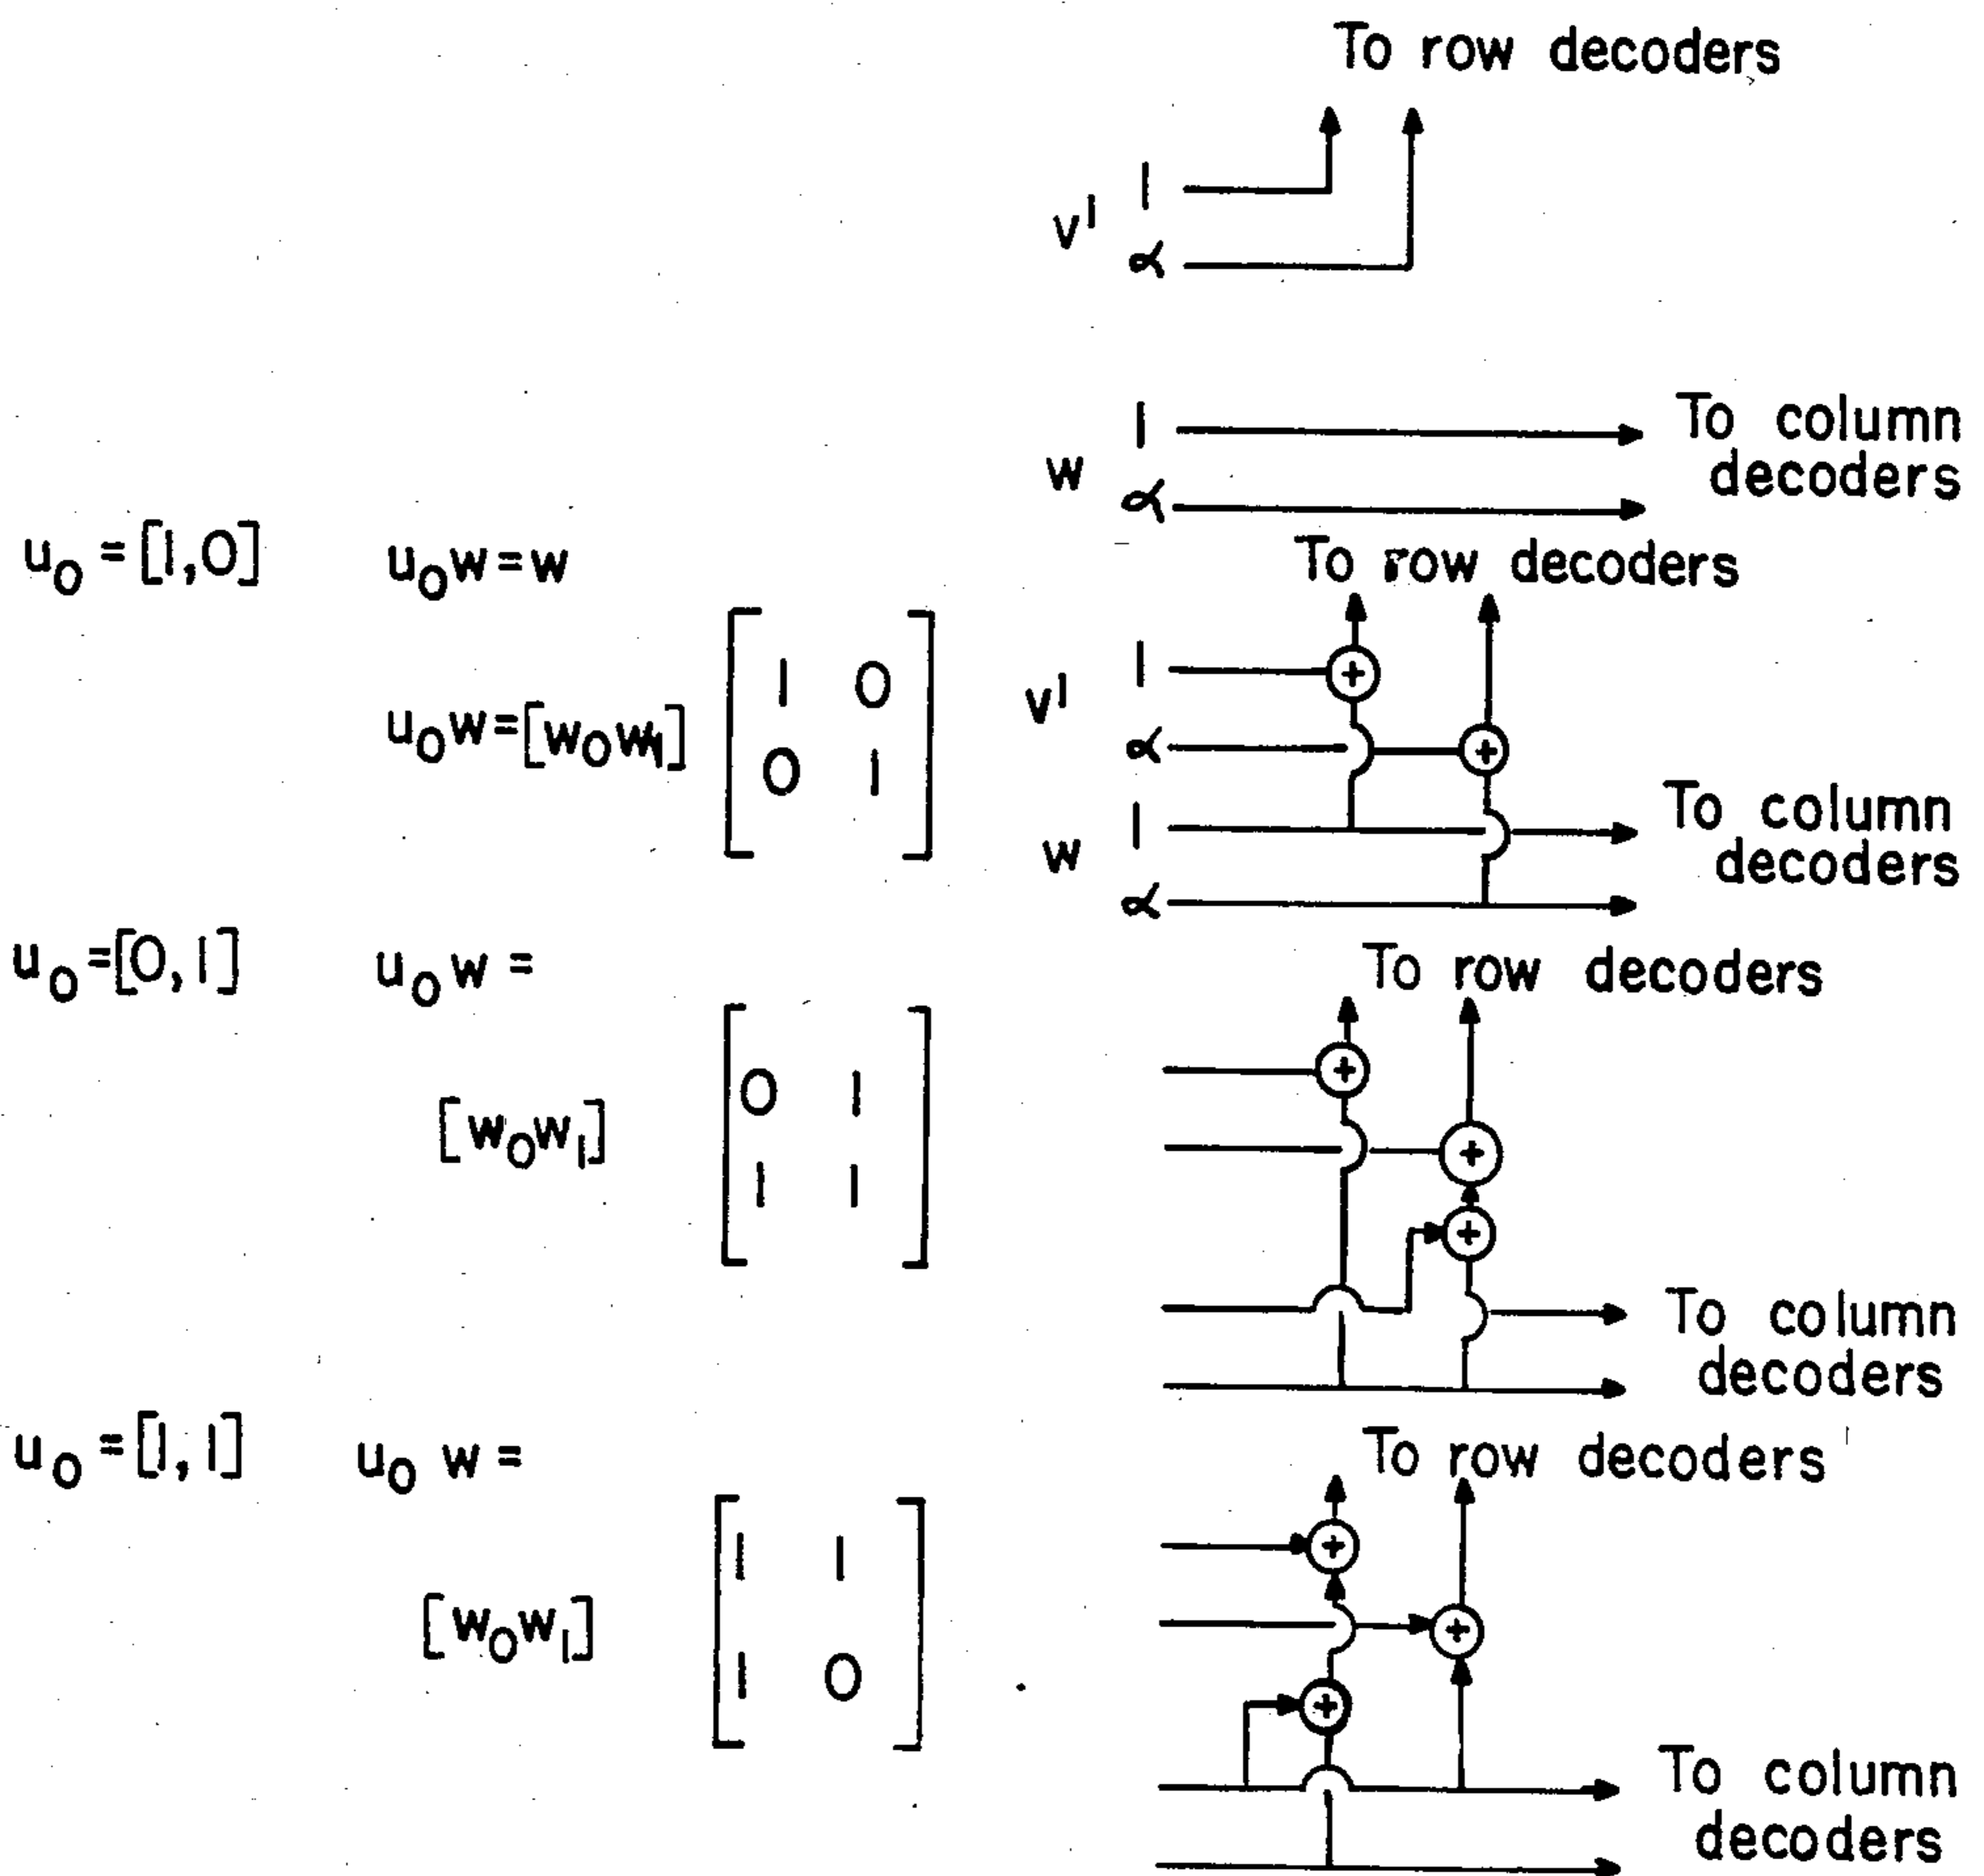 To row decoders
v¹ 1
α
w 1 To column
α decoders
u₀ = [1,0] u₀w = w
To row decoders
u₀w = [w₀w₁] [1 0
0 1]
v¹ 1
α
w 1 To column
α decoders
u₀ = [0,1] u₀w =
To row decoders
[w₀w₁] [0 1
1 1]
To column
decoders
u₀ = [1,1] u₀ w =
To row decoders
[w₀w₁] [1 1
1 0]
To column
decoders